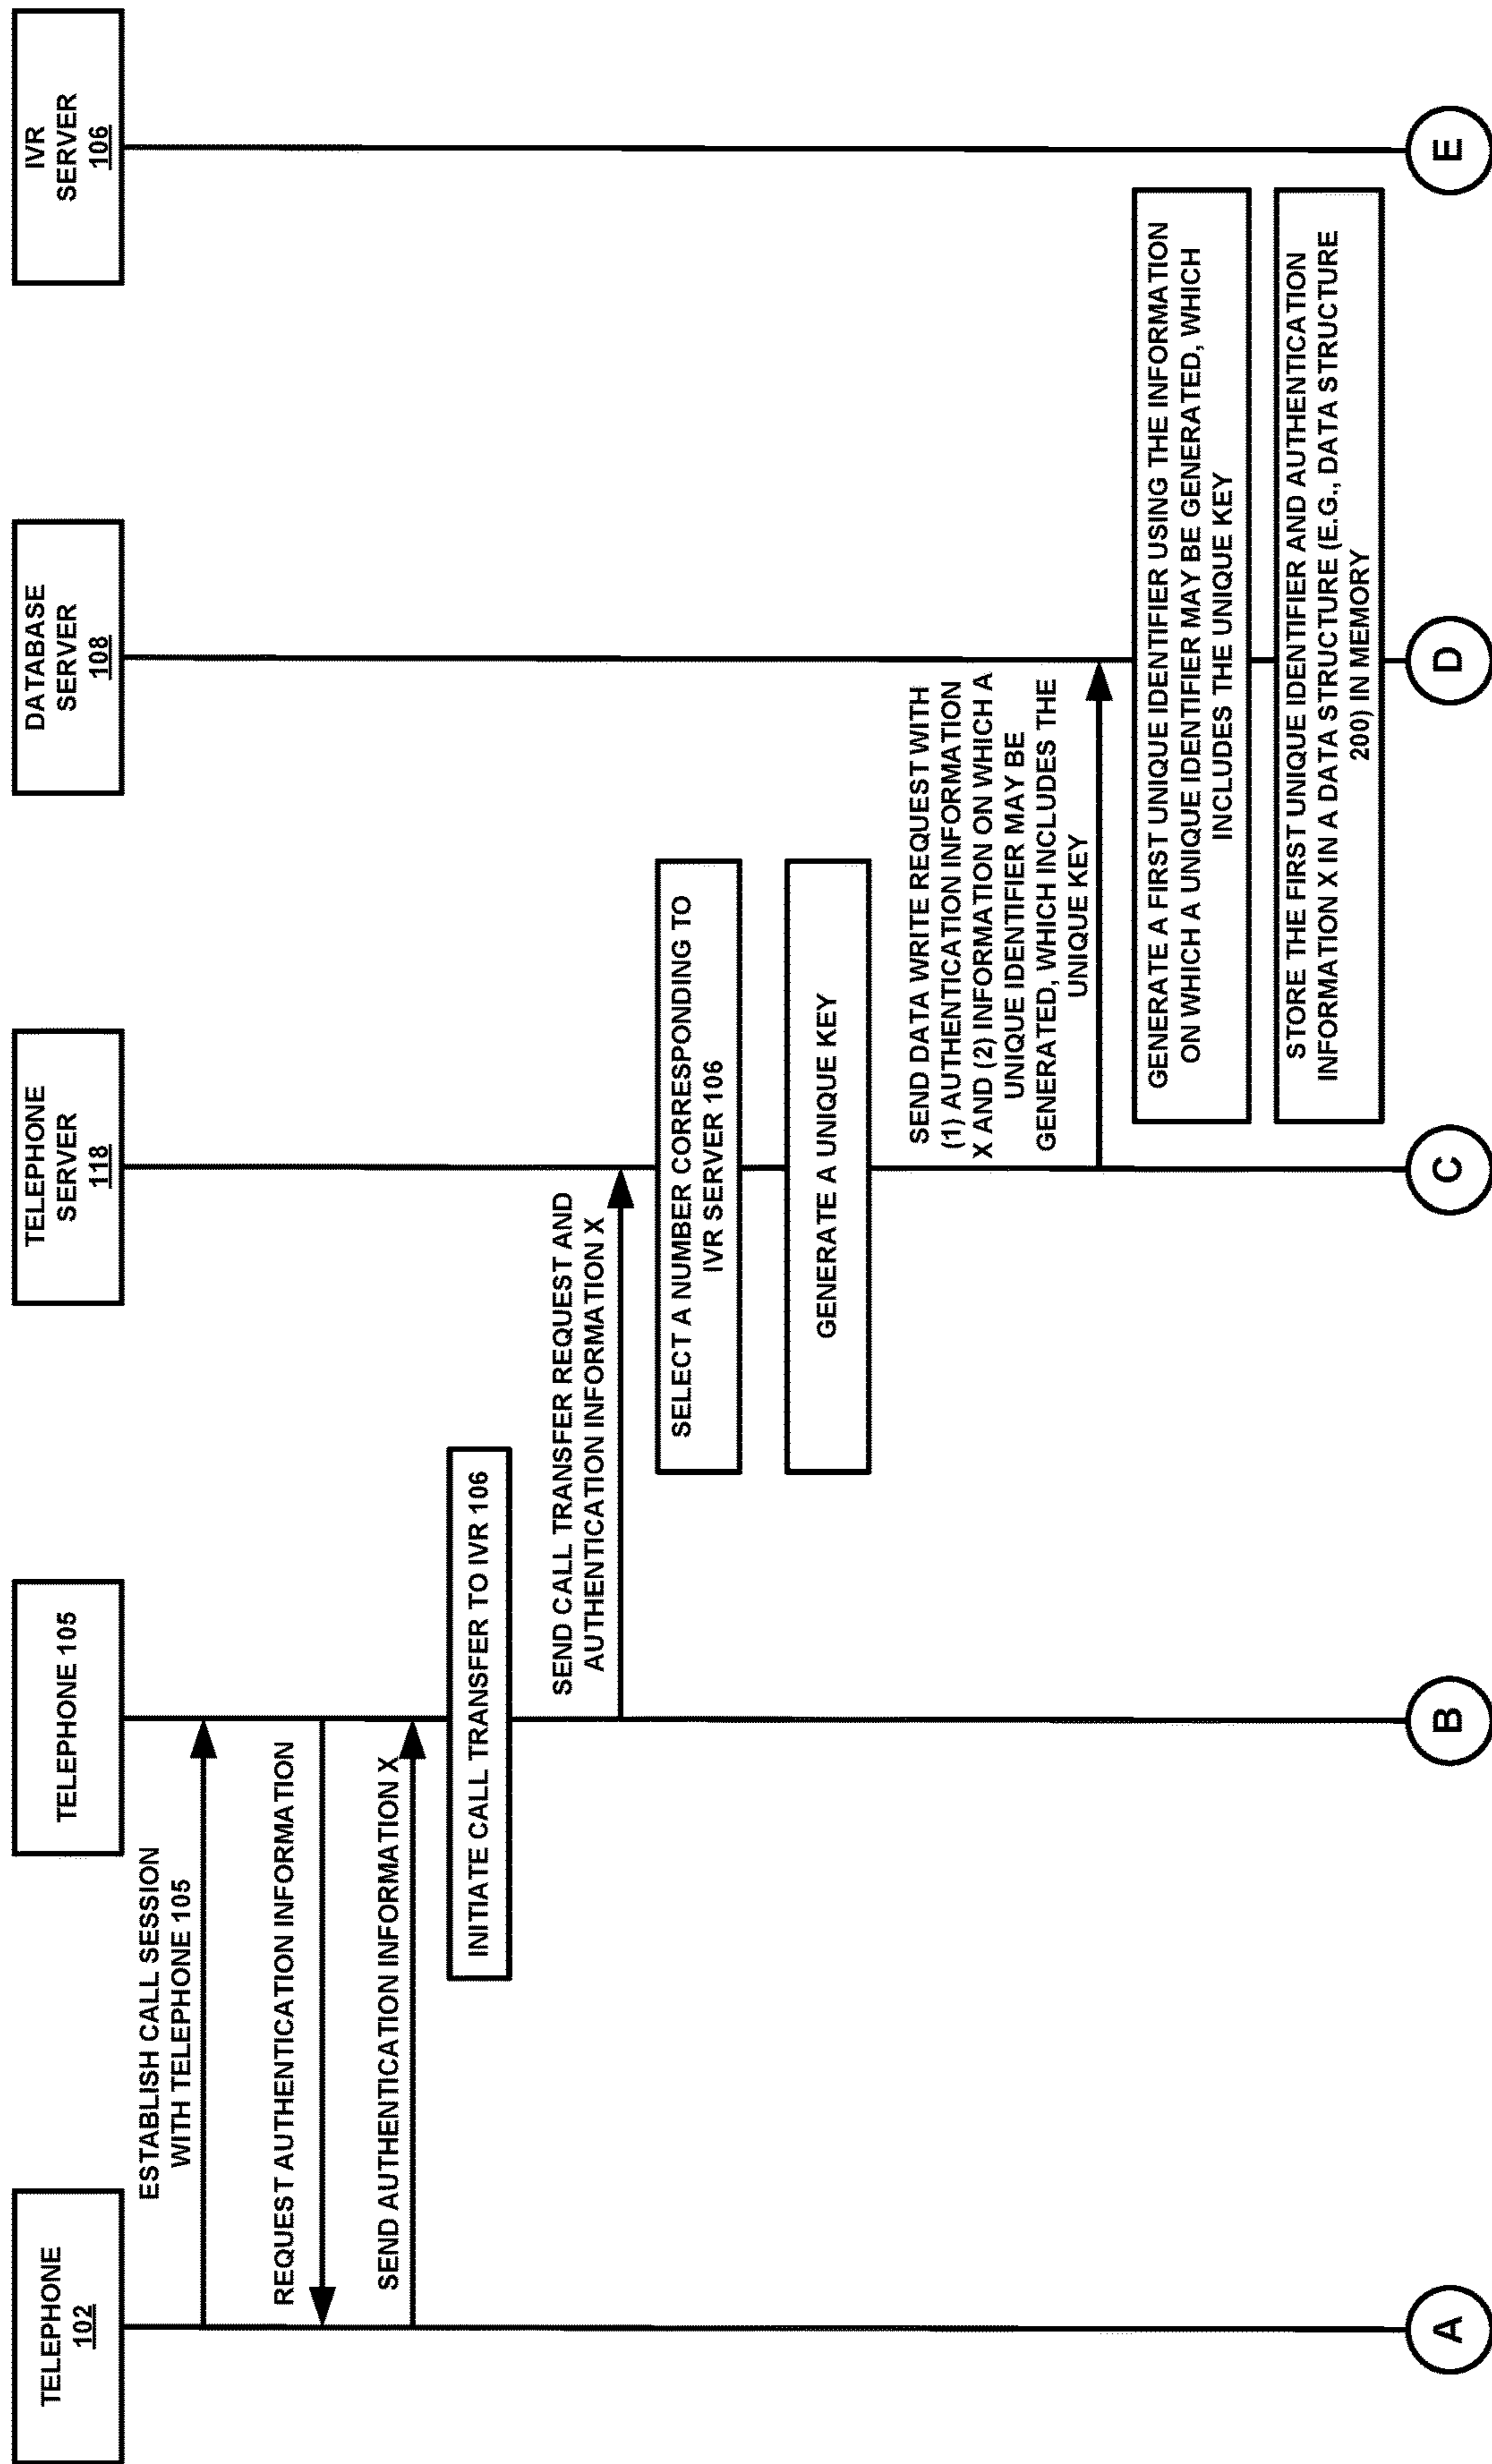 TELEPHONE
102
TELEPHONE 105
TELEPHONE
SERVER
118
DATABASE
SERVER
108
IVR
SERVER
106
ESTABLISH CALL SESSION
WITH TELEPHONE 105
REQUEST AUTHENTICATION INFORMATION
SEND AUTHENTICATION INFORMATION X
INITIATE CALL TRANSFER TO IVR 106
SEND CALL TRANSFER REQUEST AND
AUTHENTICATION INFORMATION X
SELECT A NUMBER CORRESPONDING TO
IVR SERVER 106
GENERATE A UNIQUE KEY
SEND DATA WRITE REQUEST WITH
(1) AUTHENTICATION INFORMATION
X AND (2) INFORMATION ON WHICH A
UNIQUE IDENTIFIER MAY BE
GENERATED, WHICH INCLUDES THE
UNIQUE KEY
GENERATE A FIRST UNIQUE IDENTIFIER USING THE INFORMATION
ON WHICH A UNIQUE IDENTIFIER MAY BE GENERATED, WHICH
INCLUDES THE UNIQUE KEY
STORE THE FIRST UNIQUE IDENTIFIER AND AUTHENTICATION
INFORMATION X IN A DATA STRUCTURE (E.G., DATA STRUCTURE
200) IN MEMORY
A
B
C
D
E